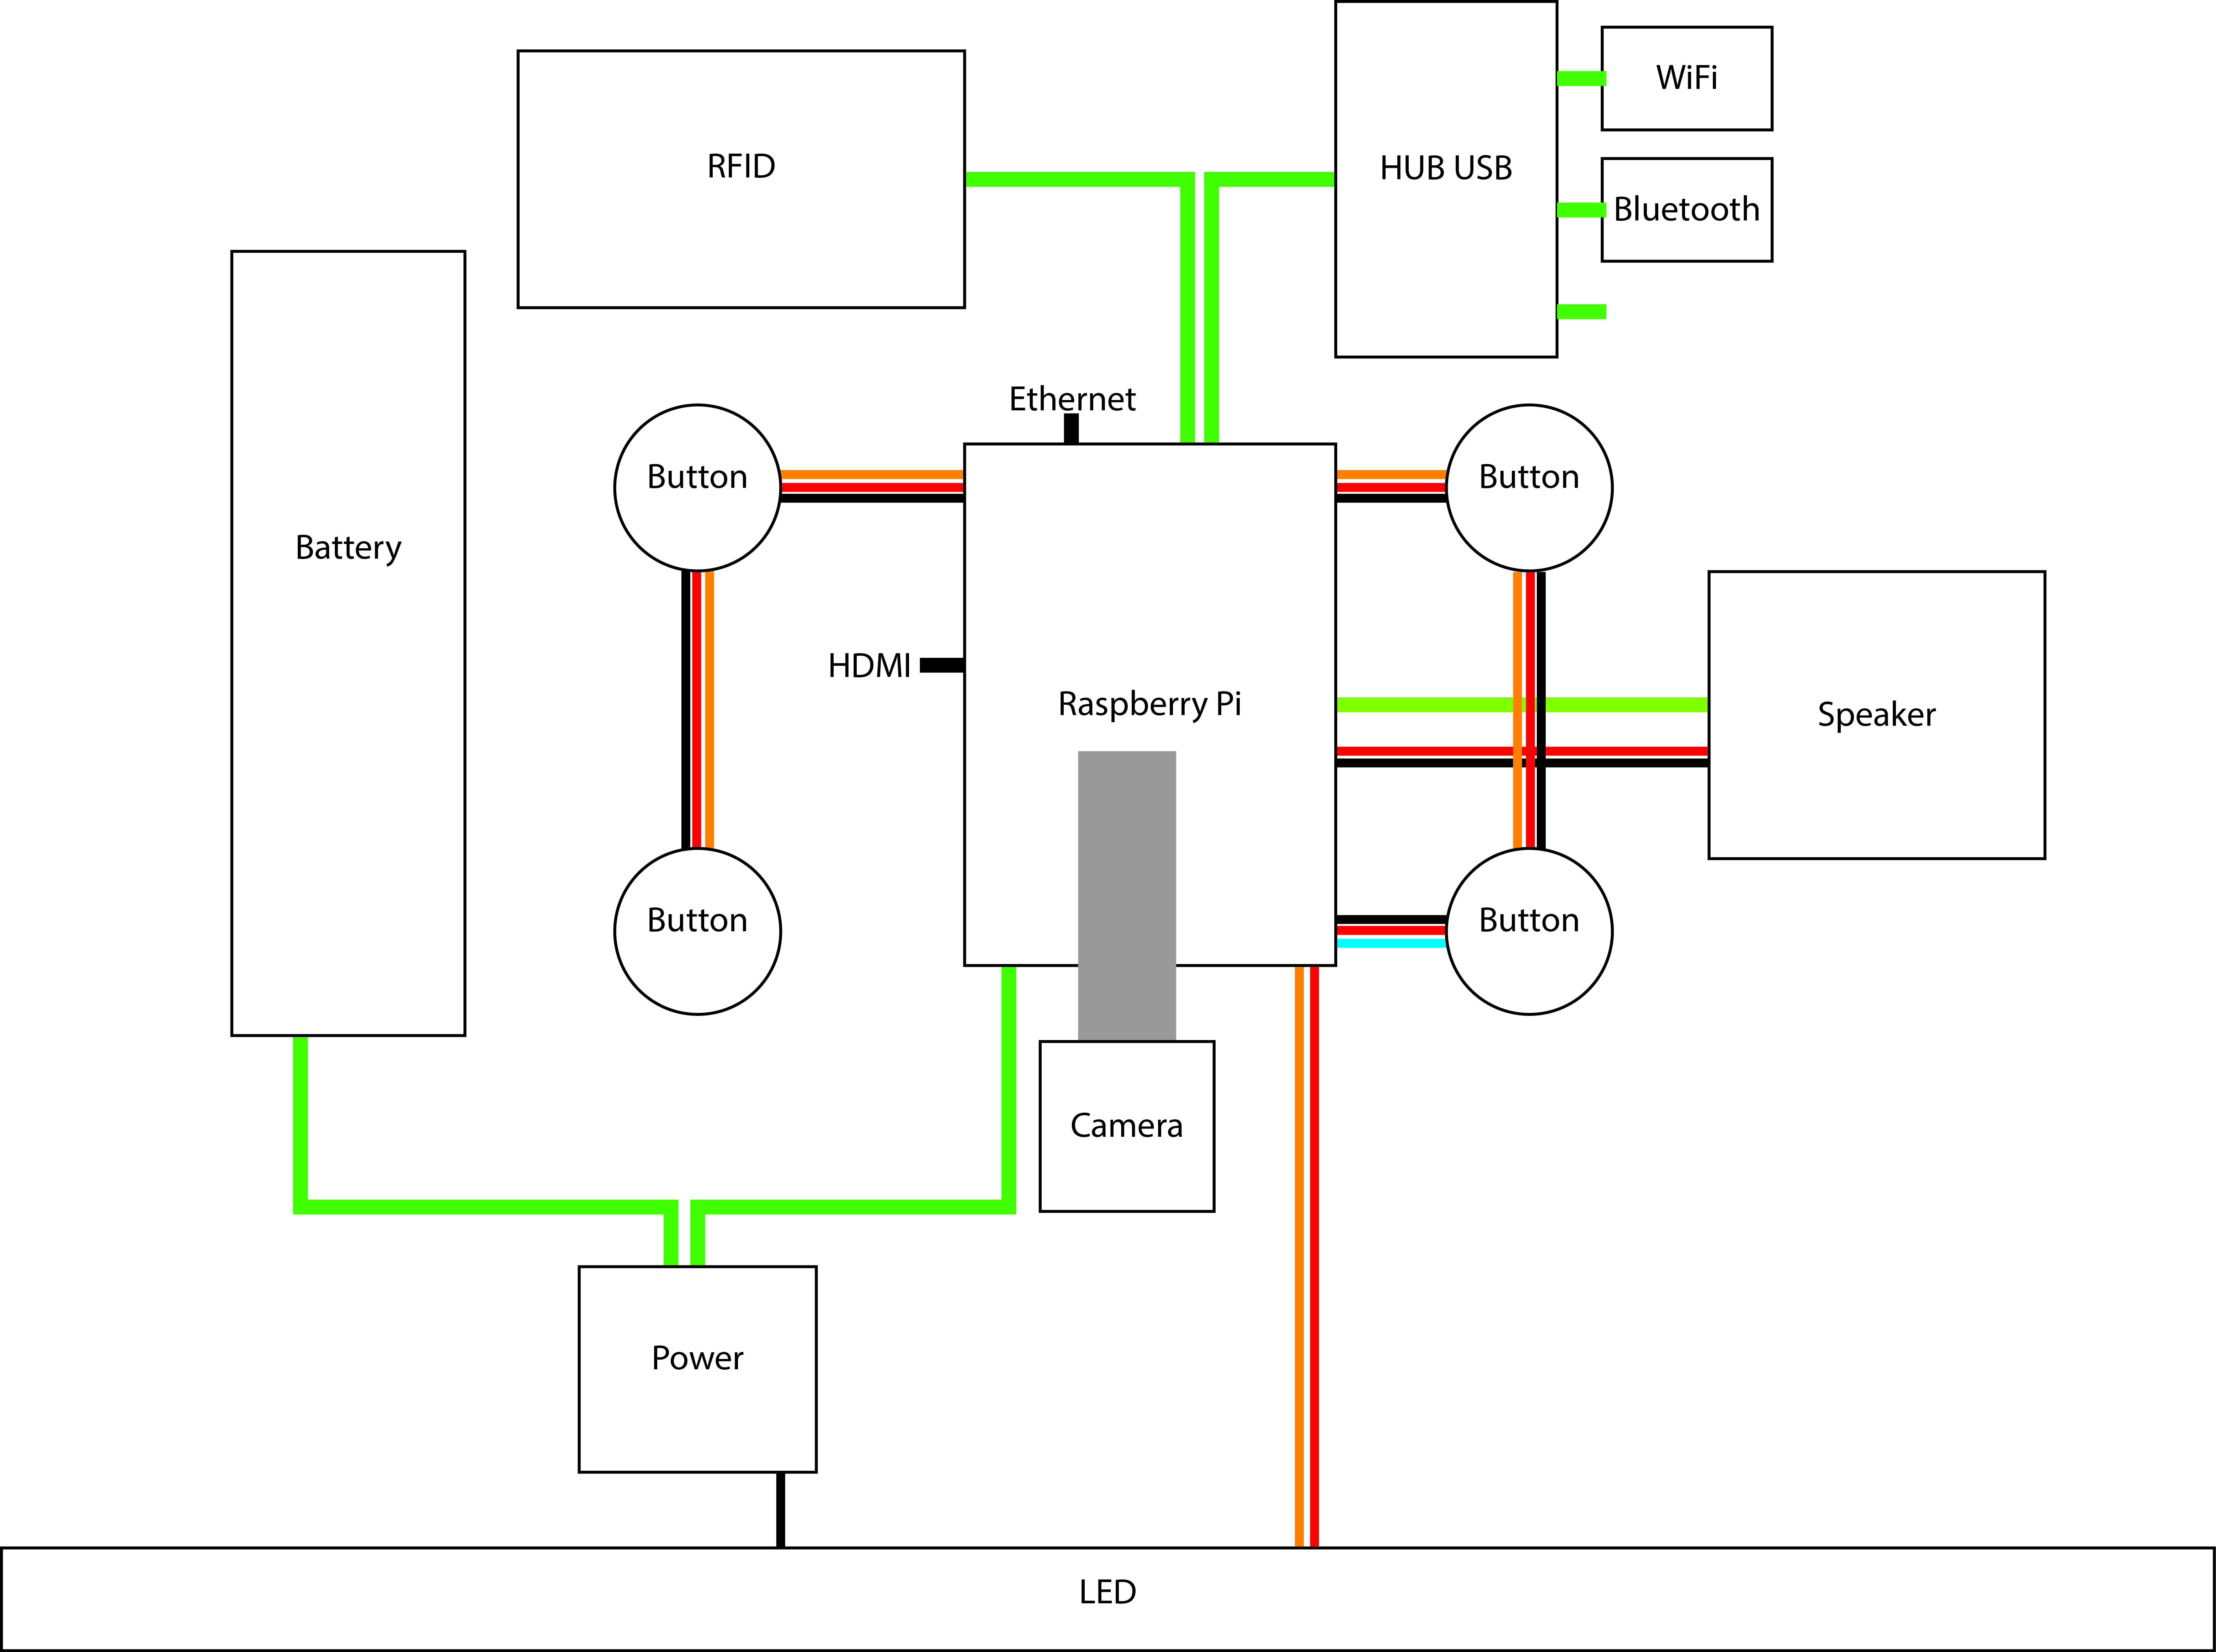 WiFi
RFID
HUB USB
Bluetooth
Ethernet
Button
Button
Battery
HDMI
Raspberry Pi
Speaker
Button
Button
Camera
Power
LED